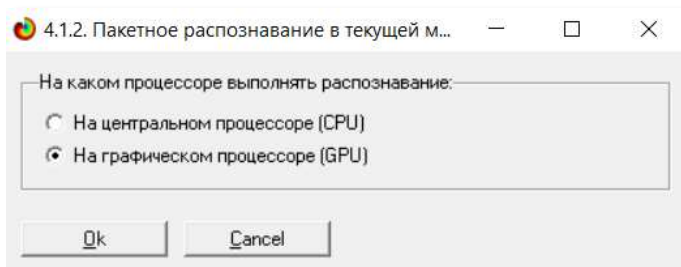 4.1.2. Пакетное распознавание в текущей м...
На каком процессоре выполнять распознавание:
На центральном процессоре (CPU)
На графическом процессоре (GPU)
Ok
Cancel